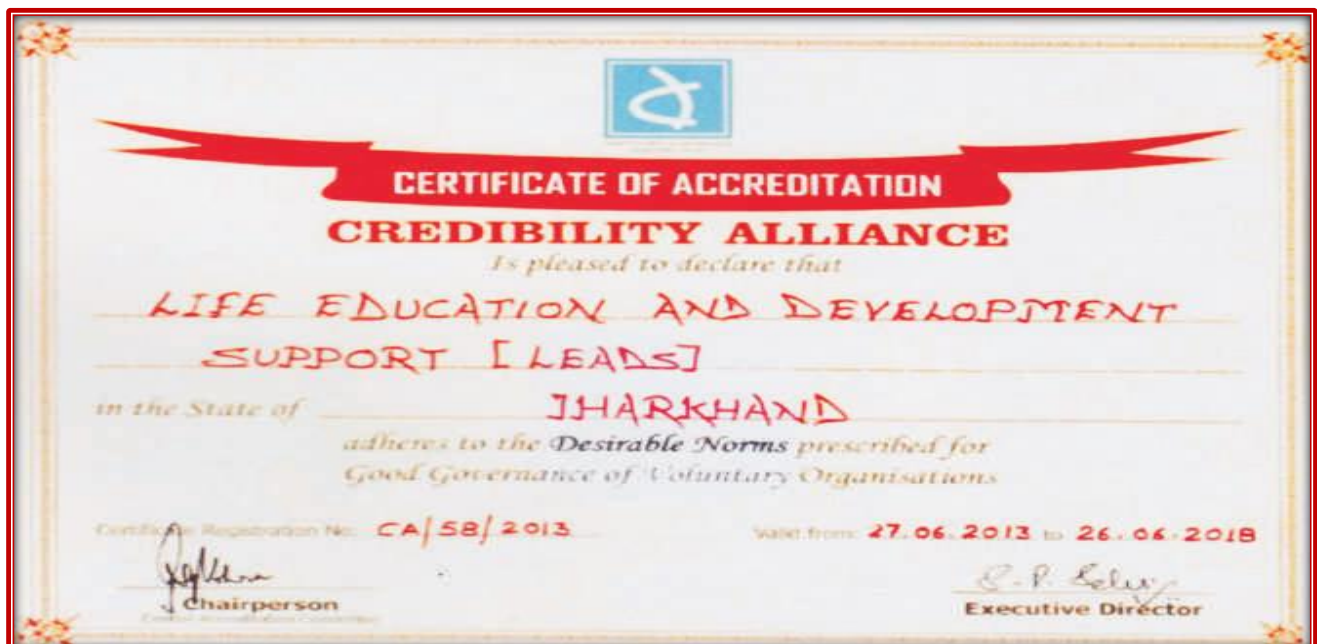 CERTIFICATE OF ACCREDITATION
CREDIBILITY ALLIANCE
Is pleased to declare that
LIFE EDUCATION AND DEVELOPMENT
SUPPORT [LEADS]
in the State of JHARKHAND
adheres to the Desirable Norms prescribed for
Good Governance of Voluntary Organisations
Certificate Registration No: CA/58/2013 Valid from: 27.06.2013 to 26.06.2018
Chairperson Executive Director